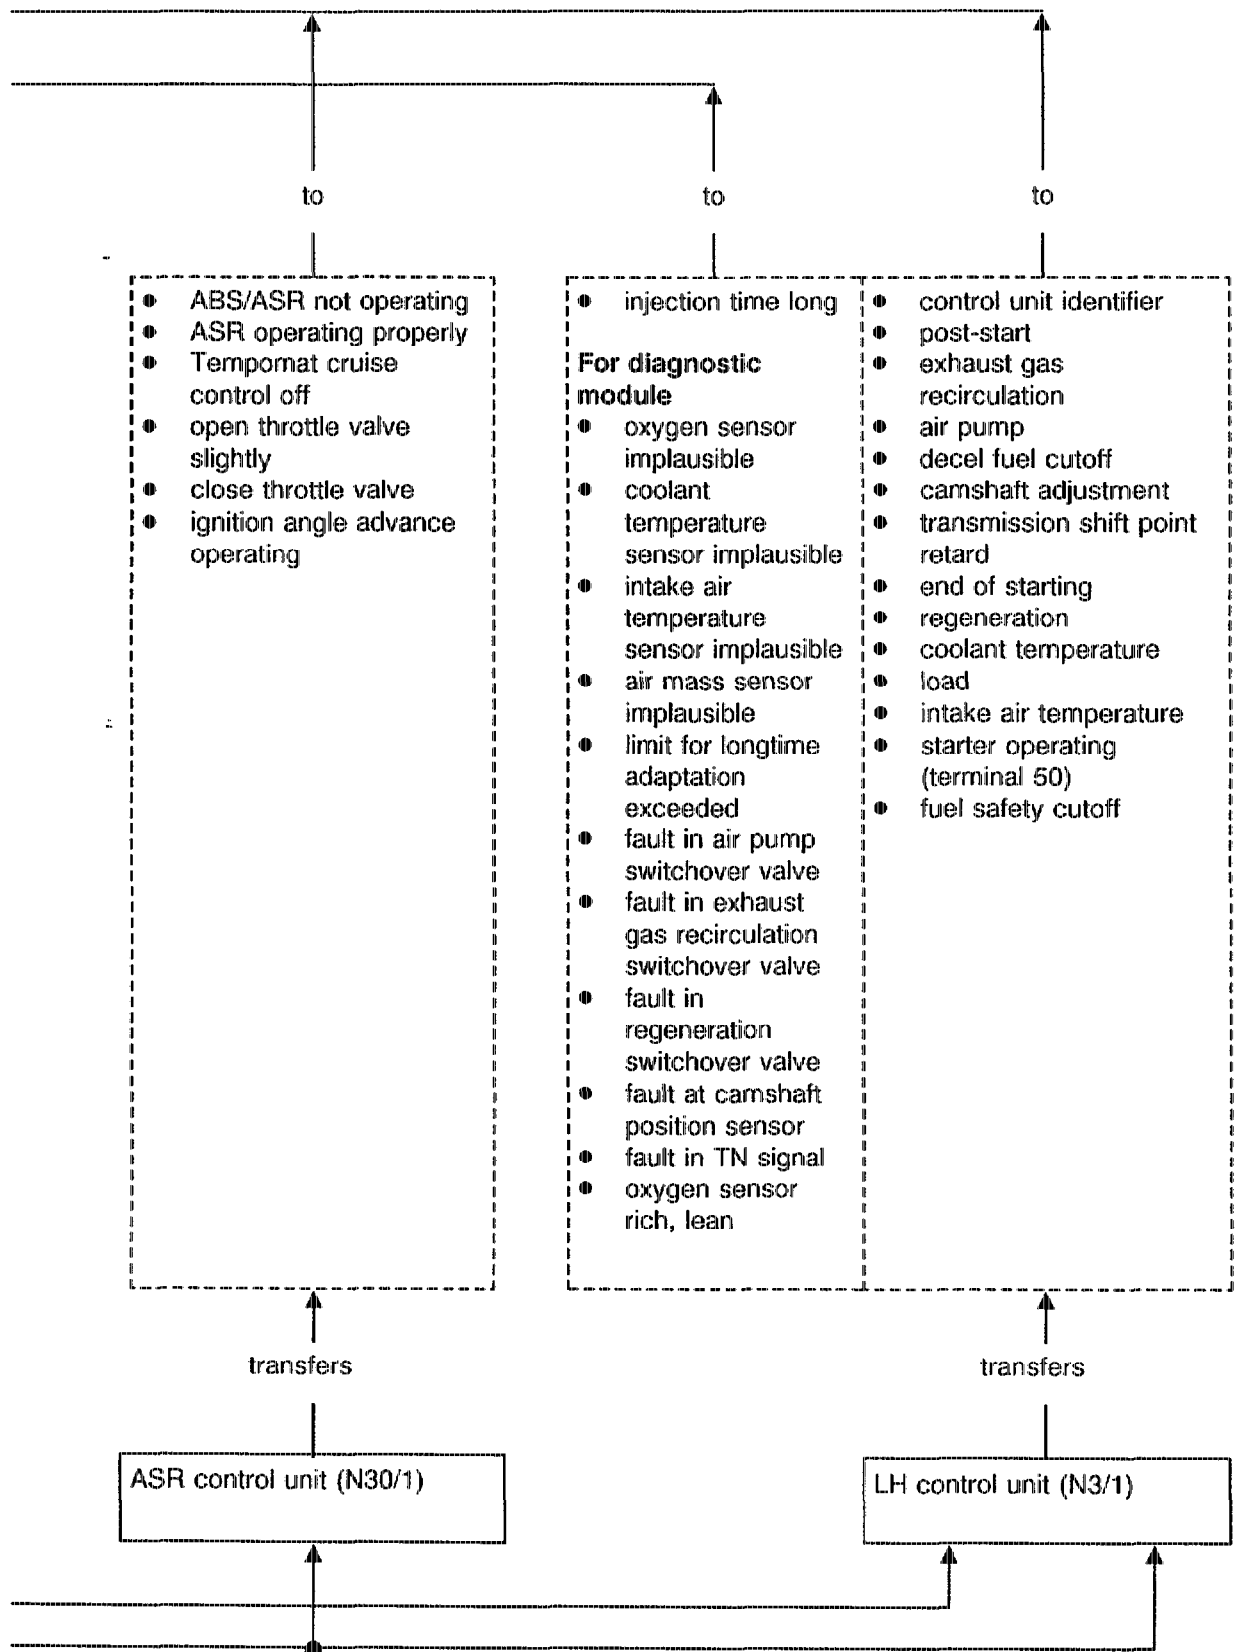 to
to
to
● ABS/ASR not operating
● ASR operating properly
● Tempomat cruise
control off
● open throttle valve
slightly
● close throttle valve
● ignition angle advance
operating
● injection time long
For diagnostic
module
● oxygen sensor
implausible
● coolant
temperature
sensor implausible
● intake air
temperature
sensor implausible
● air mass sensor
implausible
● limit for longtime
adaptation
exceeded
● fault in air pump
switchover valve
● fault in exhaust
gas recirculation
switchover valve
● fault in
regeneration
switchover valve
● fault at camshaft
position sensor
● fault in TN signal
● oxygen sensor
rich, lean
● control unit identifier
● post-start
● exhaust gas
recirculation
● air pump
● decel fuel cutoff
● camshaft adjustment
● transmission shift point
retard
● end of starting
● regeneration
● coolant temperature
● load
● intake air temperature
● starter operating
(terminal 50)
● fuel safety cutoff
transfers
transfers
ASR control unit (N30/1)
LH control unit (N3/1)